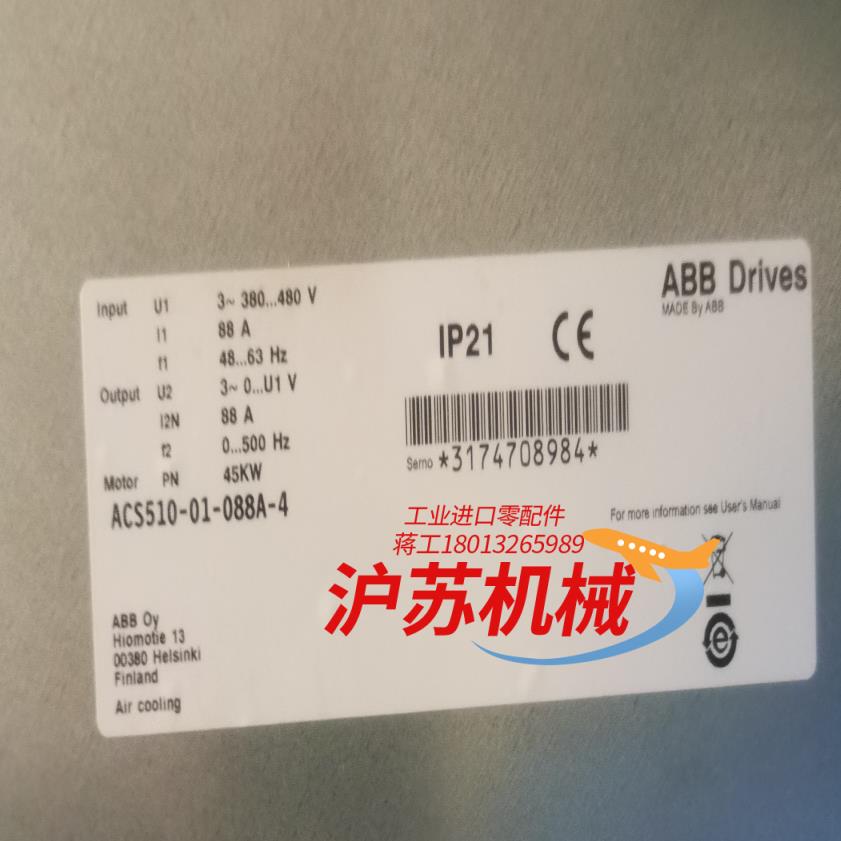 ABB Drives
MADE By ABB
Input U1 3~ 380...480 V
I1 88 A
f1 48...63 Hz
Output U2 3~ 0...U1 V
I2N 88 A
f2 0...500 Hz
Motor PN 45KW
ACS510-01-088A-4
IP21 CE
Serno *3174708984*
For more information see User's Manual
工业进口零配件
蒋工18013265989
沪苏机械
ABB Oy
Hiomotie 13
00380 Helsinki
Finland
Air cooling